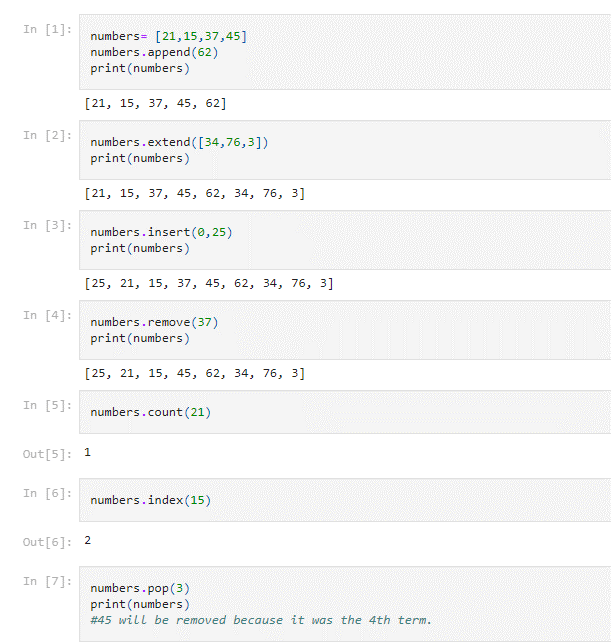 In [1]:
numbers= [21,15,37,45]
numbers.append(62)
print(numbers)
[21, 15, 37, 45, 62]
In [2]:
numbers.extend([34,76,3])
print(numbers)
[21, 15, 37, 45, 62, 34, 76, 3]
In [3]:
numbers.insert(0,25)
print(numbers)
[25, 21, 15, 37, 45, 62, 34, 76, 3]
In [4]:
numbers.remove(37)
print(numbers)
[25, 21, 15, 45, 62, 34, 76, 3]
In [5]:
numbers.count(21)
Out[5]: 1
In [6]:
numbers.index(15)
Out[6]: 2
In [7]:
numbers.pop(3)
print(numbers)
#45 will be removed because it was the 4th term.